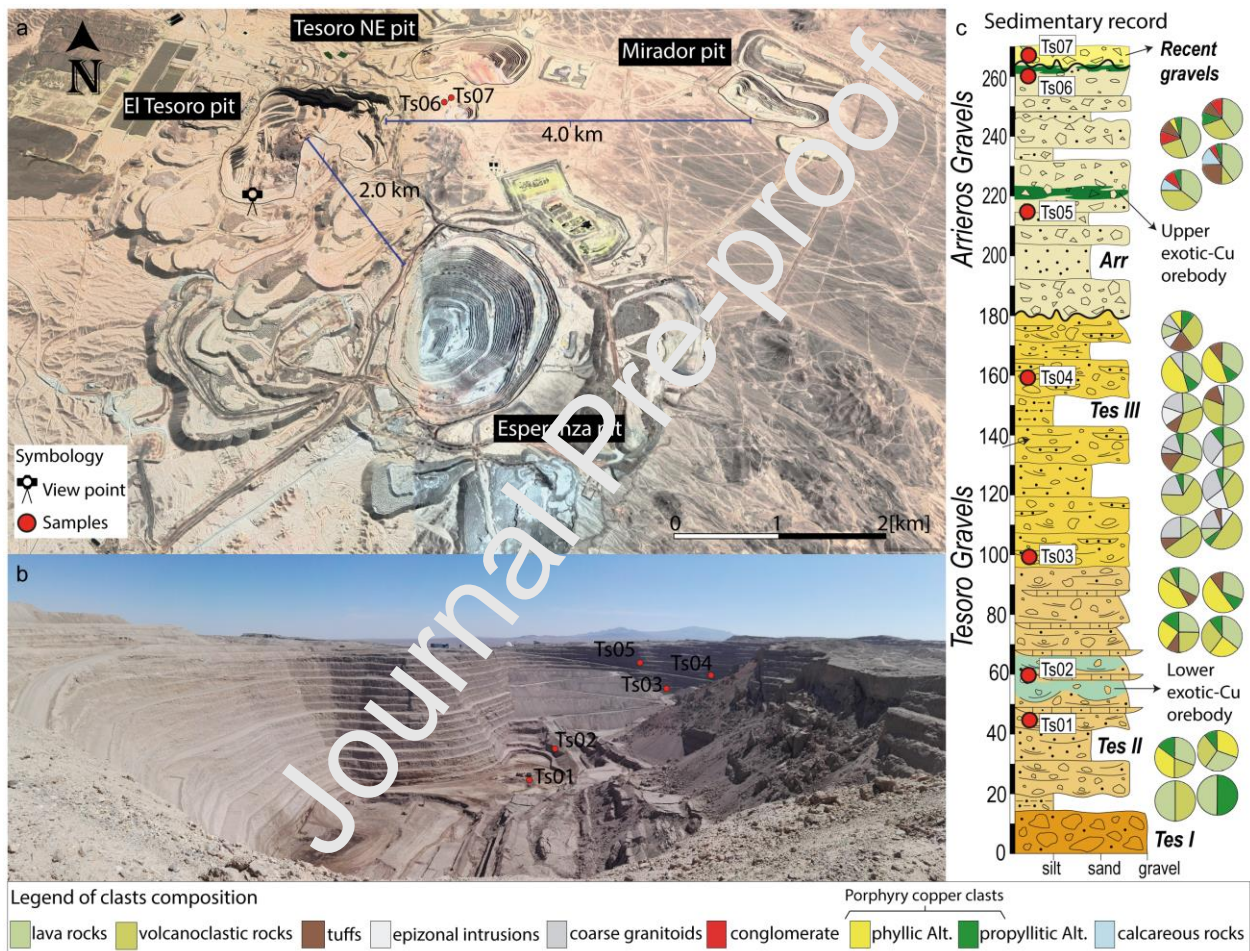 a
N
Tesoro NE pit
Mirador pit
El Tesoro pit
Ts06
Ts07
4.0 km
2.0 km
Esperanza pit
Symbology
View point
Samples
0 1 2[km]
b
Ts05
Ts04
Ts03
Ts02
Ts01
Journal Pre-proof
c
Sedimentary record
Ts07
Recent
gravels
260
Ts06
240
Arrieros Gravels
220
Ts05
Upper
exotic-Cu
orebody
200
Arr
180
160
Ts04
Tes III
140
120
Tesoro Gravels
100
Ts03
80
60
Ts02
Lower
exotic-Cu
orebody
Ts01
40
Tes II
20
0
Tes I
silt sand gravel
Legend of clasts composition
Porphyry copper clasts
lava rocks volcanoclastic rocks tuffs epizonal intrusions coarse granitoids conglomerate phyllic Alt. propyllitic Alt. calcareous rocks